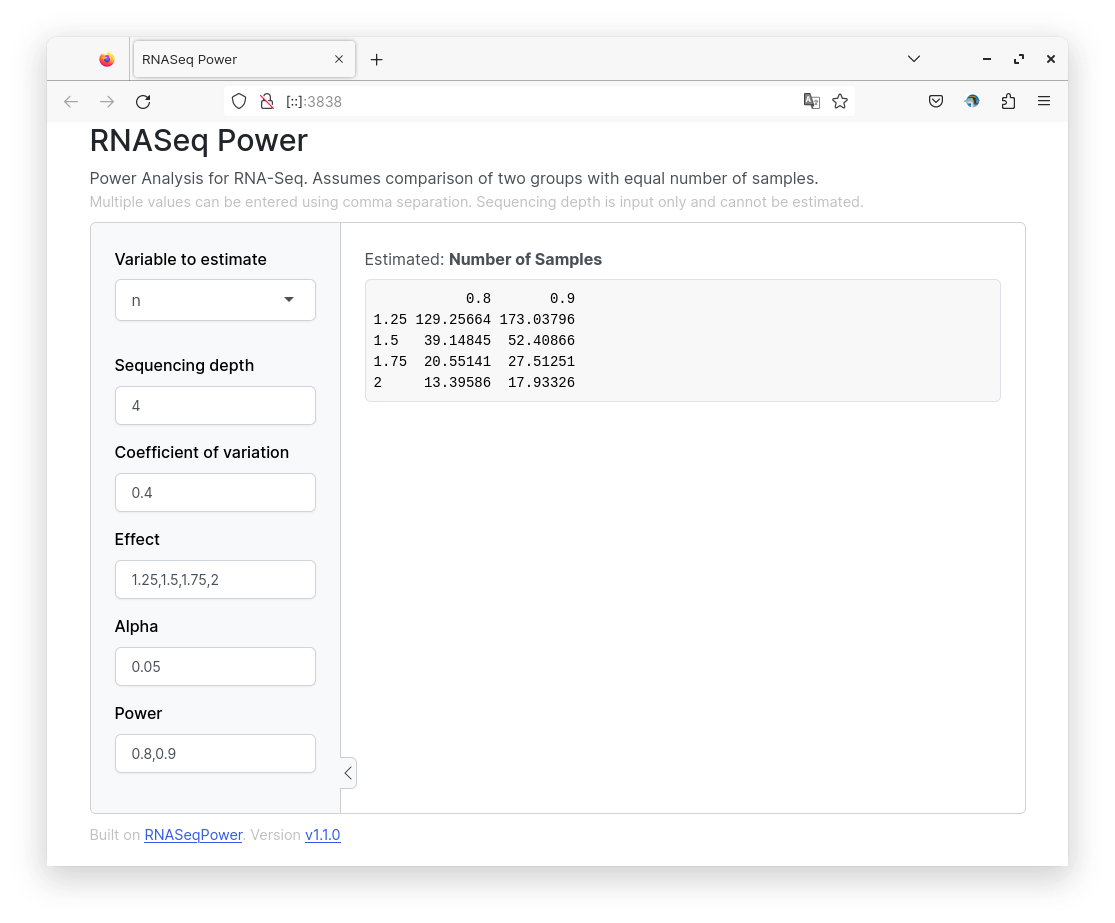 RNASeq Power
[::]:3838
RNASeq Power
Power Analysis for RNA-Seq. Assumes comparison of two groups with equal number of samples.
Multiple values can be entered using comma separation. Sequencing depth is input only and cannot be estimated.
Variable to estimate
n
Sequencing depth
4
Coefficient of variation
0.4
Effect
1.25,1.5,1.75,2
Alpha
0.05
Power
0.8,0.9
Estimated: Number of Samples
0.8 0.9
1.25 129.25664 173.03796
1.5 39.14845 52.40866
1.75 20.55141 27.51251
2 13.39586 17.93326
Built on RNASeqPower. Version v1.1.0